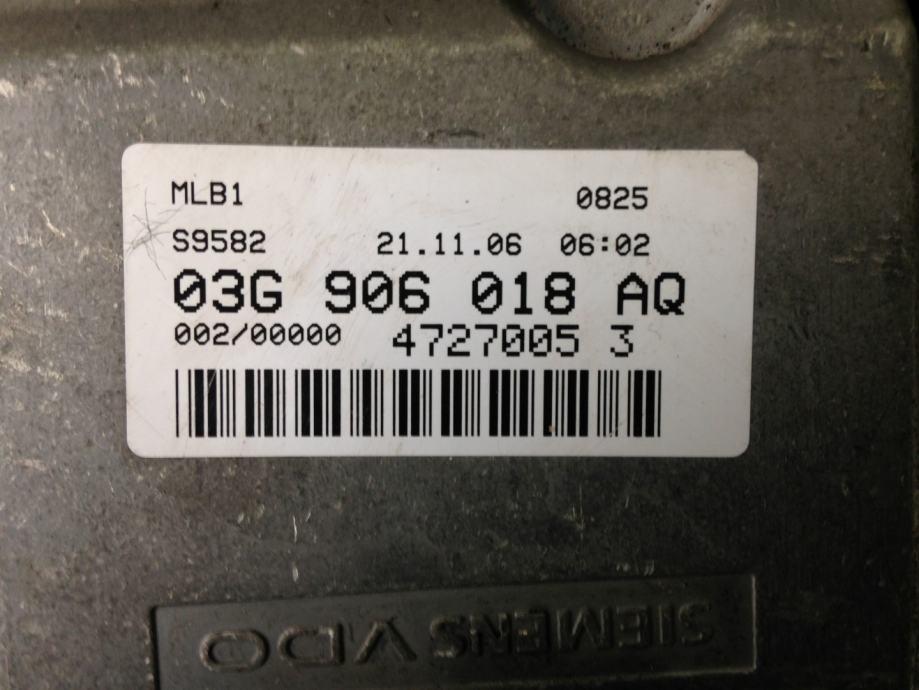 MLB1 0825
S9582 21.11.06 06:02
03G 906 018 AQ
002/00000 4727005 3
SIEMENS VDO